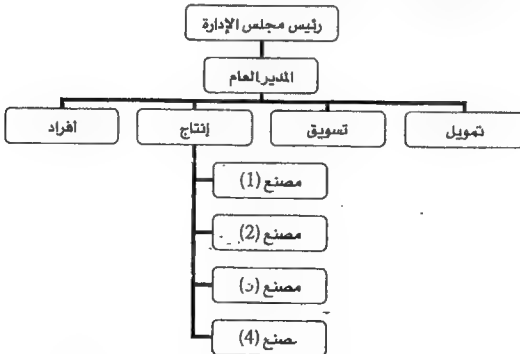 رئيس مجلس الإدارة
المدير العام
تمويل
تسويق
إنتاج
أفراد
مصنع (1)
مصنع (2)
مصنع (د)
صنع (4)